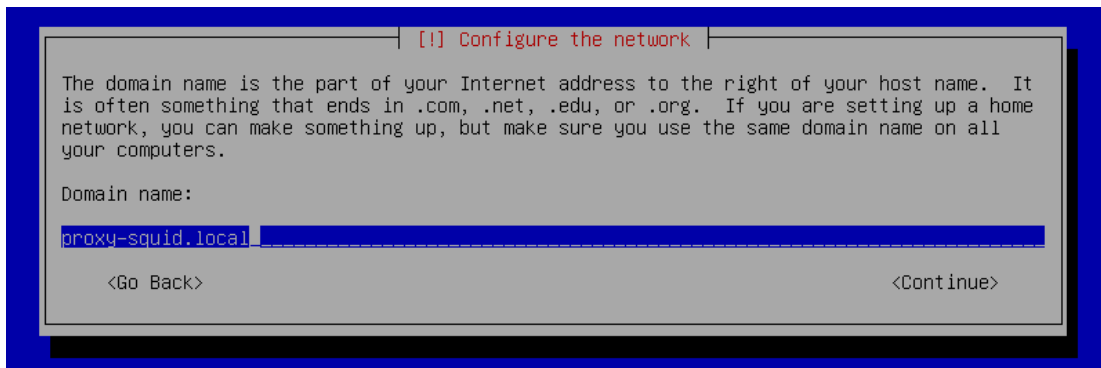 [!] Configure the network
The domain name is the part of your Internet address to the right of your host name.  It
is often something that ends in .com, .net, .edu, or .org.  If you are setting up a home
network, you can make something up, but make sure you use the same domain name on all
your computers.
Domain name:
proxy-squid.local
<Go Back> <Continue>